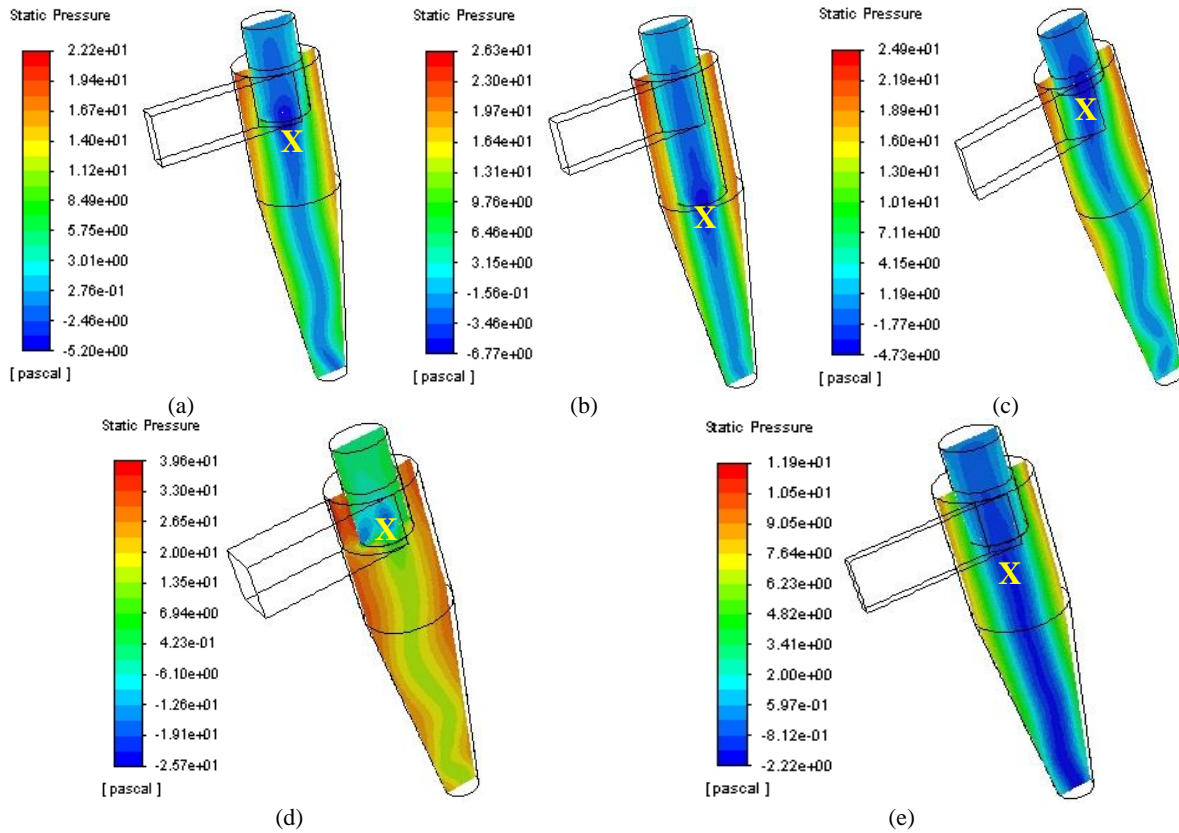 Static Pressure
2.22e+01
1.94e+01
1.67e+01
1.40e+01
1.12e+01
8.49e+00
5.75e+00
3.01e+00
2.76e-01
-2.46e+00
-5.20e+00
[ pascal ]
X
(a)
Static Pressure
2.63e+01
2.30e+01
1.97e+01
1.64e+01
1.31e+01
9.76e+00
6.46e+00
3.15e+00
-1.56e-01
-3.46e+00
-6.77e+00
[ pascal ]
X
(b)
Static Pressure
2.49e+01
2.19e+01
1.89e+01
1.60e+01
1.30e+01
1.01e+01
7.11e+00
4.15e+00
1.19e+00
-1.77e+00
-4.73e+00
[ pascal ]
X
(c)
Static Pressure
3.96e+01
3.30e+01
2.65e+01
2.00e+01
1.35e+01
6.94e+00
4.23e-01
-6.10e+00
-1.26e+01
-1.91e+01
-2.57e+01
[ pascal ]
X
(d)
Static Pressure
1.19e+01
1.05e+01
9.05e+00
7.64e+00
6.23e+00
4.82e+00
3.41e+00
2.00e+00
5.97e-01
-8.12e-01
-2.22e+00
[ pascal ]
X
(e)